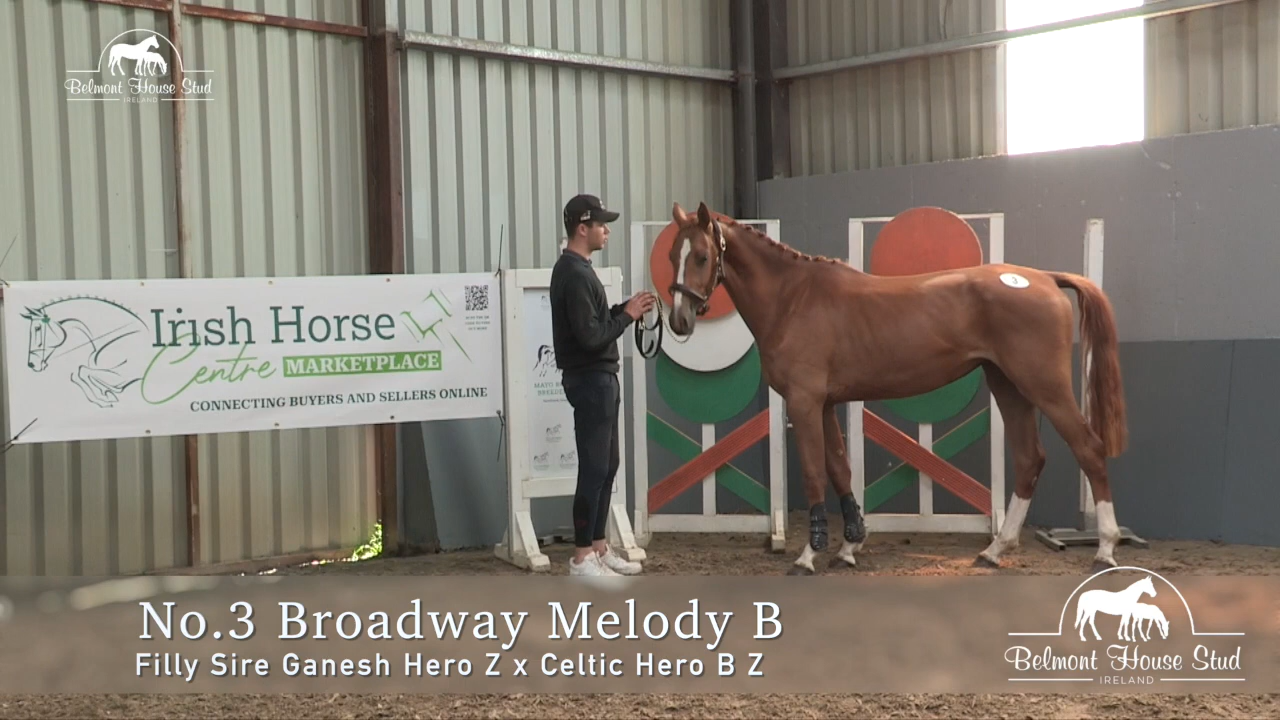 Belmont House Stud
IRELAND
Irish Horse
Centre MARKETPLACE
CONNECTING BUYERS AND SELLERS ONLINE
3
No.3 Broadway Melody B
Filly Sire Ganesh Hero Z x Celtic Hero B Z
Belmont House Stud
IRELAND